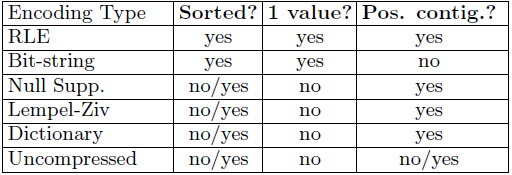 Encoding Type Sorted? 1 value? Pos. contig.?
RLE yes yes yes
Bit-string yes yes no
Null Supp. no/yes no yes
Lempel-Ziv no/yes no yes
Dictionary no/yes no yes
Uncompressed no/yes no no/yes